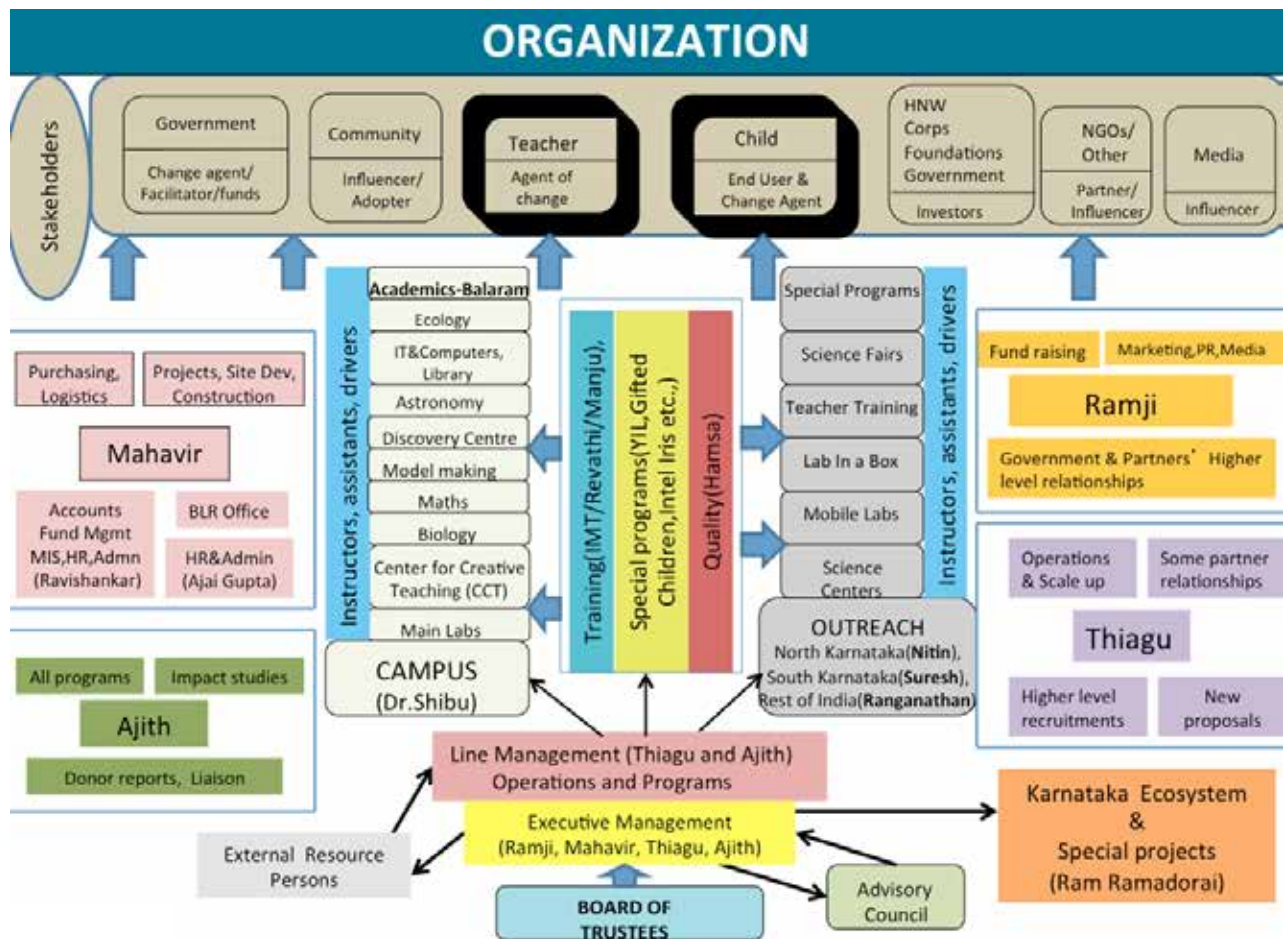 ORGANIZATION
Stakeholders
Government
Change agent/
Facilitator/funds
Community
Influencer/
Adopter
Teacher
Agent of
change
Child
End User &
Change Agent
HNW
Corps
Foundations
Government
Investors
NGOs/
Other
Partner/
Influencer
Media
Influencer
Purchasing,
Logistics
Projects, Site Dev,
Construction
Mahavir
Accounts
Fund Mgmt
MIS,HR,Admn
(Ravishankar)
BLR Office
HR&Admin
(Ajai Gupta)
All programs
Impact studies
Ajith
Donor reports, Liaison
Instructors, assistants, drivers
Academics-Balaram
Ecology
IT&Computers,
Library
Astronomy
Discovery Centre
Model making
Maths
Biology
Center for Creative
Teaching (CCT)
Main Labs
CAMPUS
(Dr.Shibu)
Training(IMT/Revathi/Manju),
Special programs(YIL,Gifted
Children,Intel Iris etc.,)
Quality(Hamsa)
Special Programs
Science Fairs
Teacher Training
Lab In a Box
Mobile Labs
Science
Centers
Instructors, assistants, drivers
OUTREACH
North Karnataka(Nitin),
South Karnataka(Suresh),
Rest of India(Ranganathan)
Fund raising
Marketing,PR,Media
Ramji
Government & Partners' Higher
level relationships
Operations
& Scale up
Some partner
relationships
Thiagu
Higher level
recruitments
New
proposals
Line Management (Thiagu and Ajith)
Operations and Programs
Executive Management
(Ramji, Mahavir, Thiagu, Ajith)
External Resource
Persons
BOARD OF
TRUSTEES
Advisory
Council
Karnataka Ecosystem
&
Special projects
(Ram Ramadorai)